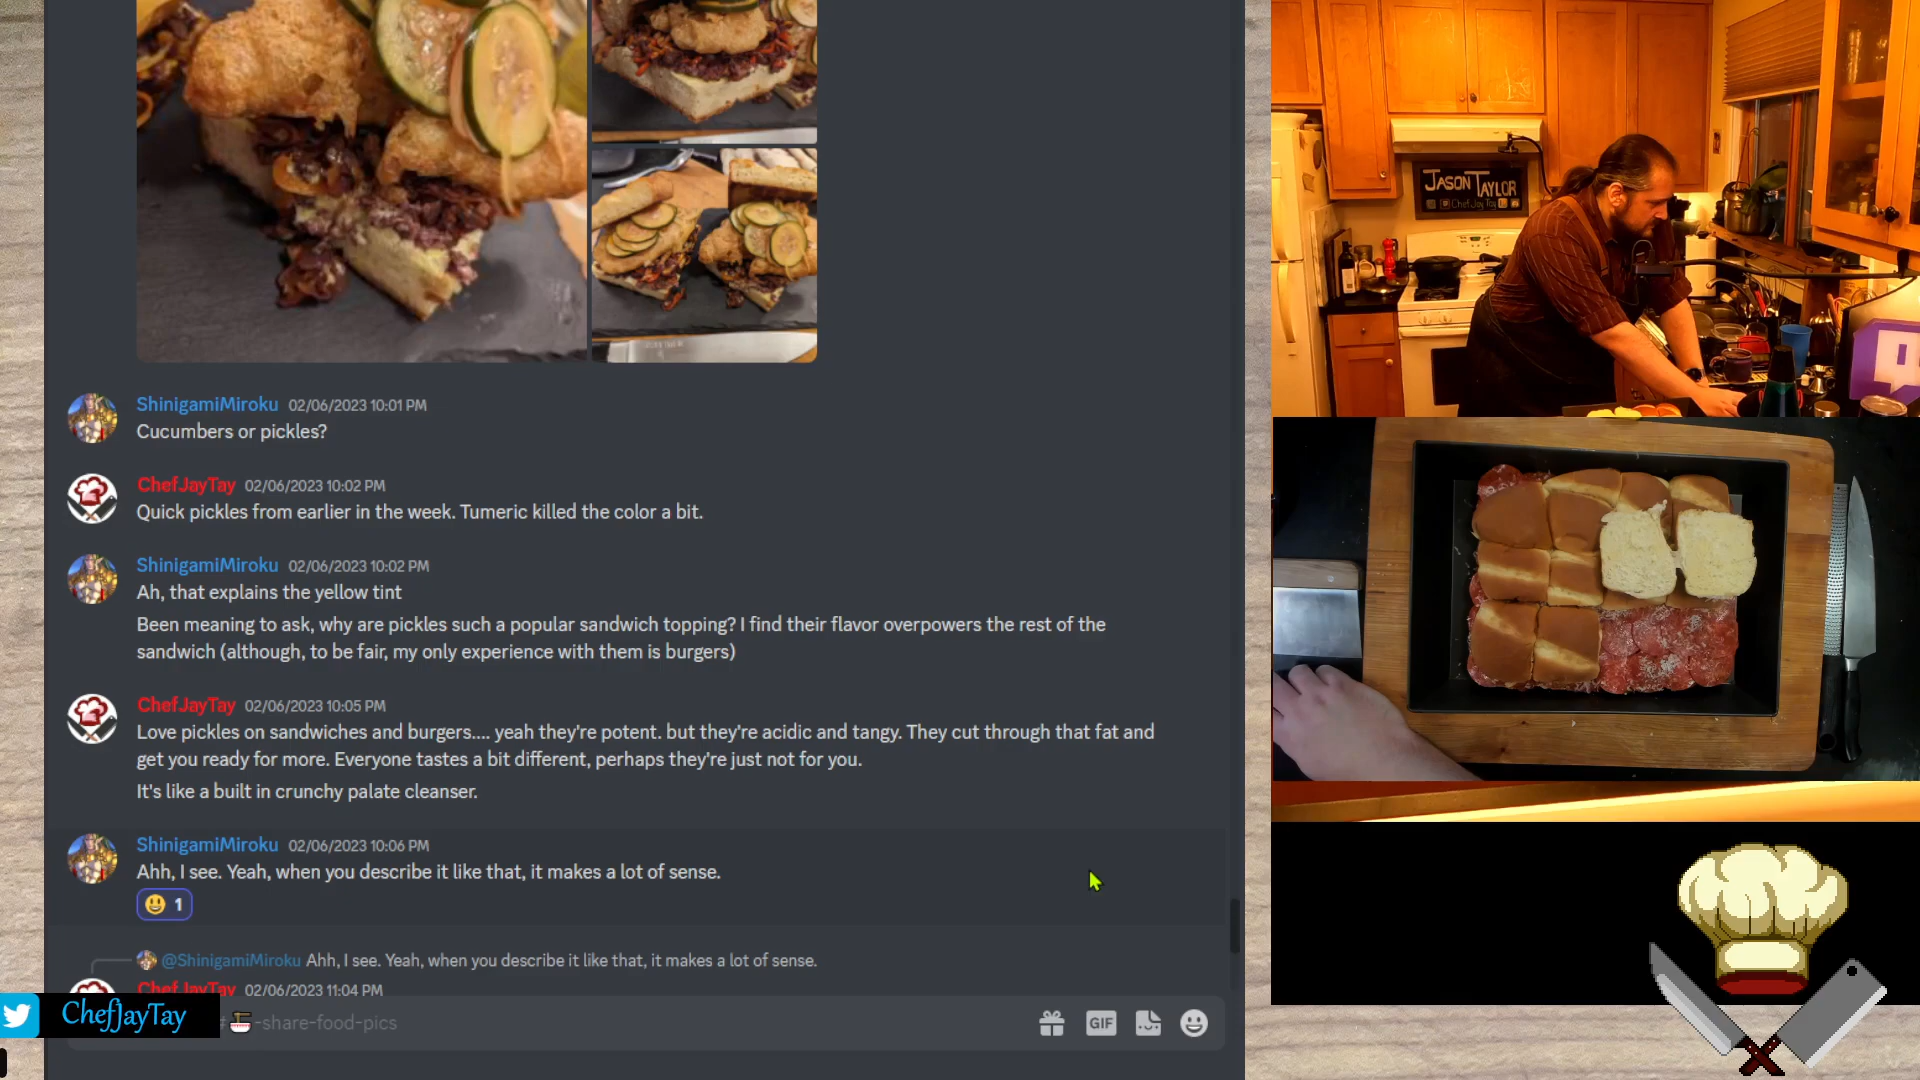 ShinigamiMiroku 02/06/2023 10:01 PM
Cucumbers or pickles?
ChefJayTay 02/06/2023 10:02 PM
Quick pickles from earlier in the week. Tumeric killed the color a bit.
ShinigamiMiroku 02/06/2023 10:02 PM
Ah, that explains the yellow tint
Been meaning to ask, why are pickles such a popular sandwich topping? I find their flavor overpowers the rest of the
sandwich (although, to be fair, my only experience with them is burgers)
ChefJayTay 02/06/2023 10:05 PM
Love pickles on sandwiches and burgers.... yeah they're potent. but they're acidic and tangy. They cut through that fat and
get you ready for more. Everyone tastes a bit different, perhaps they're just not for you.
It's like a built in crunchy palate cleanser.
ShinigamiMiroku 02/06/2023 10:06 PM
Ahh, I see. Yeah, when you describe it like that, it makes a lot of sense.
1
@ShinigamiMiroku Ahh, I see. Yeah, when you describe it like that, it makes a lot of sense.
ChefJayTay 02/06/2023 11:04 PM
-share-food-pics
GIF
ChefJayTay
JASON TAYLOR
ChefJayTay